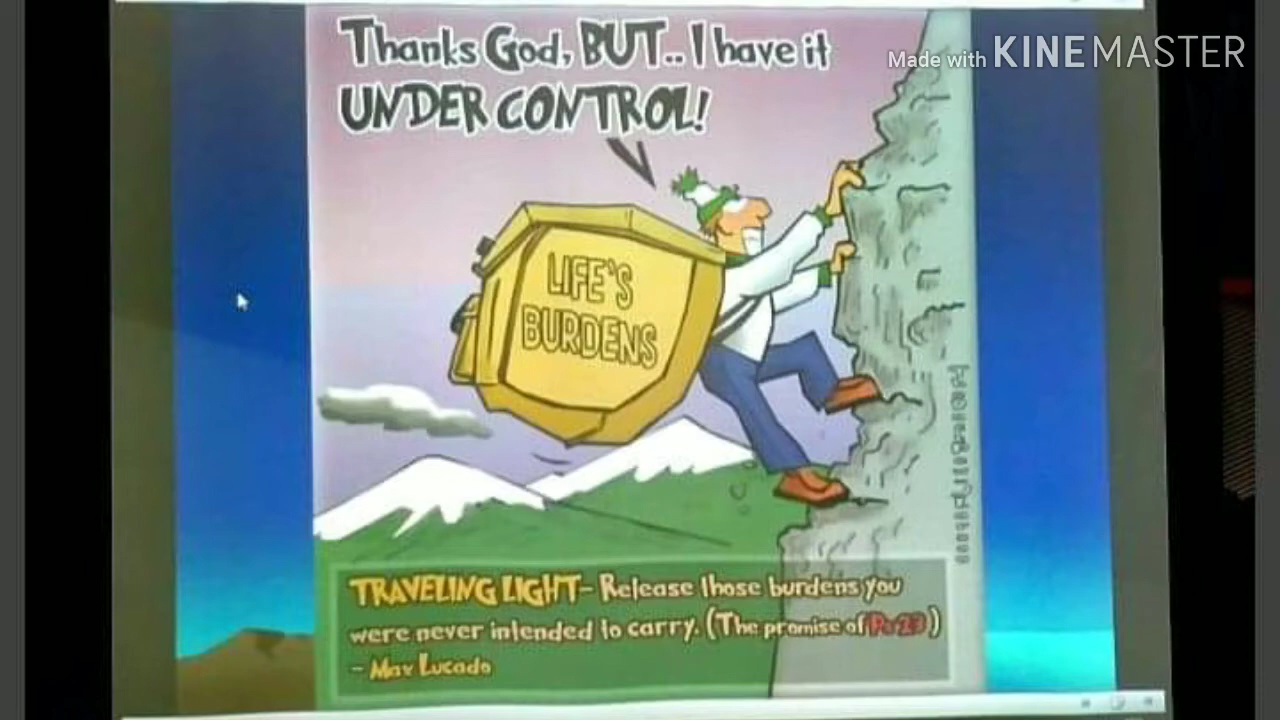 Thanks God, BUT.. I have it
UNDER CONTROL!
Made with KINEMASTER
LIFE'S
BURDENS
TRAVELING LIGHT- Release those burdens you
were never intended to carry. (The promise of Ps 23)
- Max Lucado